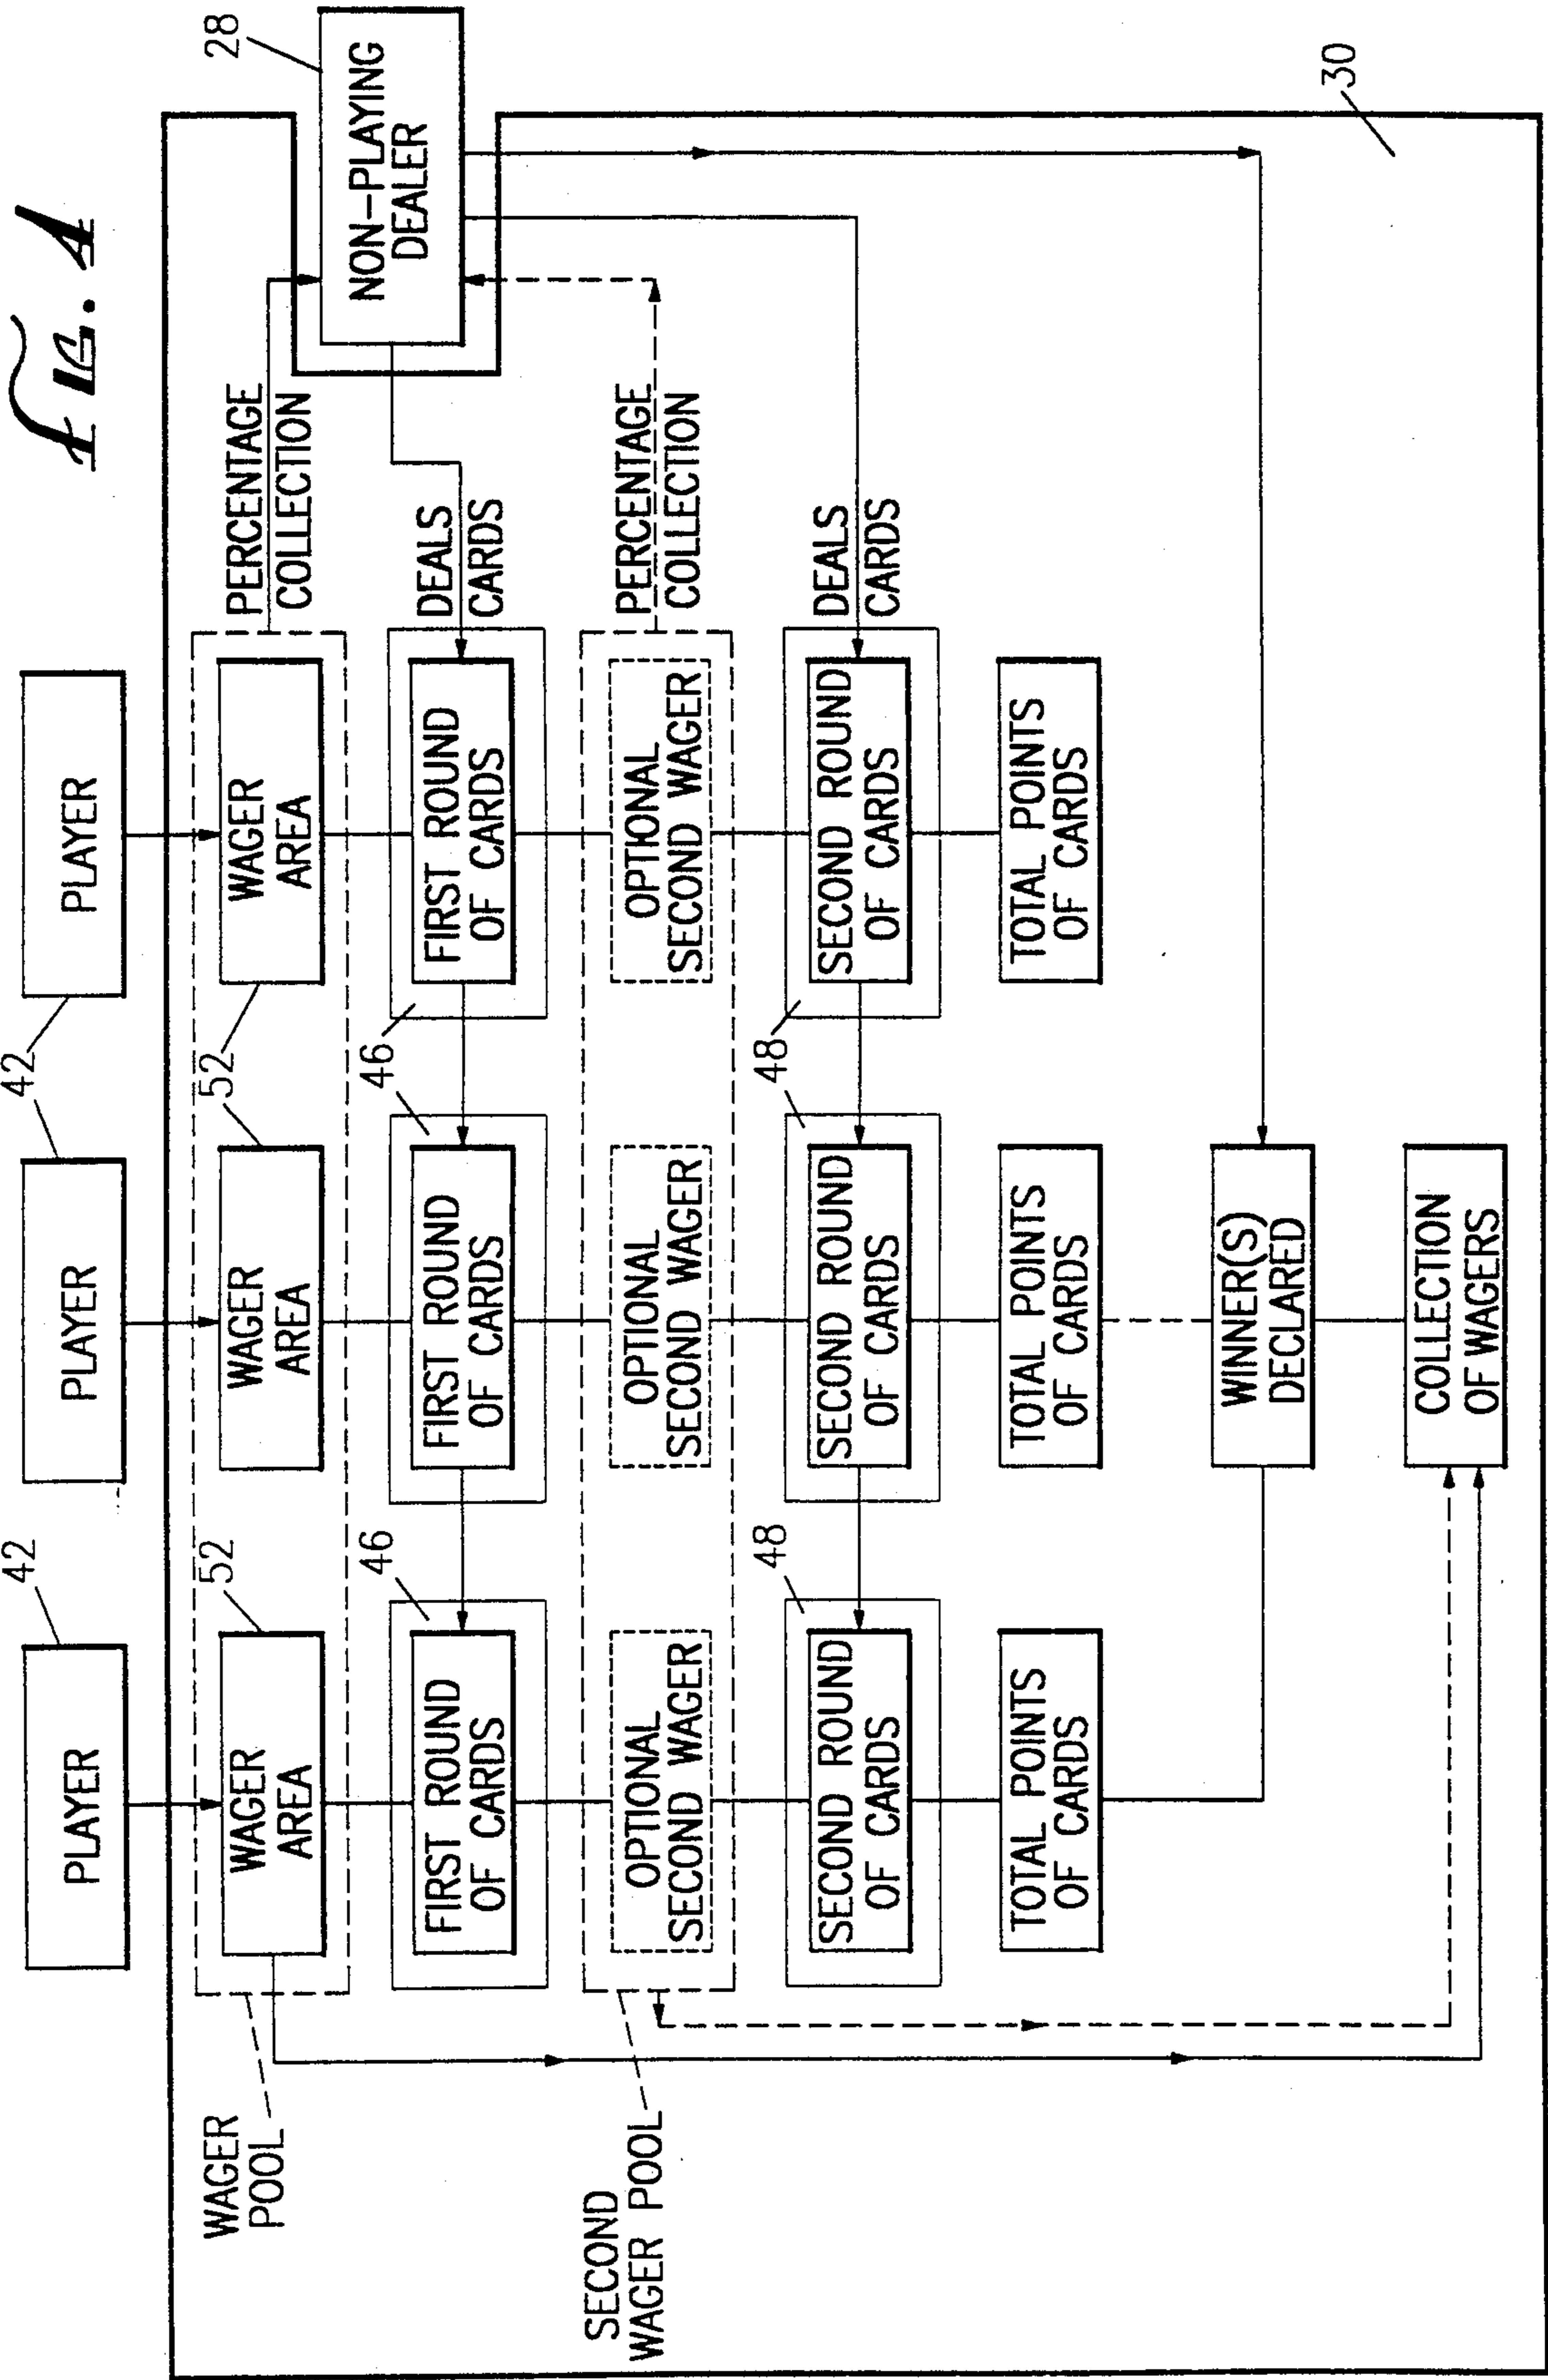 FIG. 4
42
42
42
PLAYER
PLAYER
PLAYER
28
NON-PLAYING
DEALER
WAGER
POOL
52
52
52
WAGER
AREA
WAGER
AREA
WAGER
AREA
PERCENTAGE
COLLECTION
46
46
46
FIRST ROUND
OF CARDS
FIRST ROUND
OF CARDS
FIRST ROUND
OF CARDS
DEALS
CARDS
SECOND
WAGER POOL
OPTIONAL
SECOND WAGER
OPTIONAL
SECOND WAGER
OPTIONAL
SECOND WAGER
PERCENTAGE
COLLECTION
48
48
48
SECOND ROUND
OF CARDS
SECOND ROUND
OF CARDS
SECOND ROUND
OF CARDS
DEALS
CARDS
TOTAL POINTS
OF CARDS
TOTAL POINTS
OF CARDS
TOTAL POINTS
OF CARDS
WINNER(S)
DECLARED
COLLECTION
OF WAGERS
30